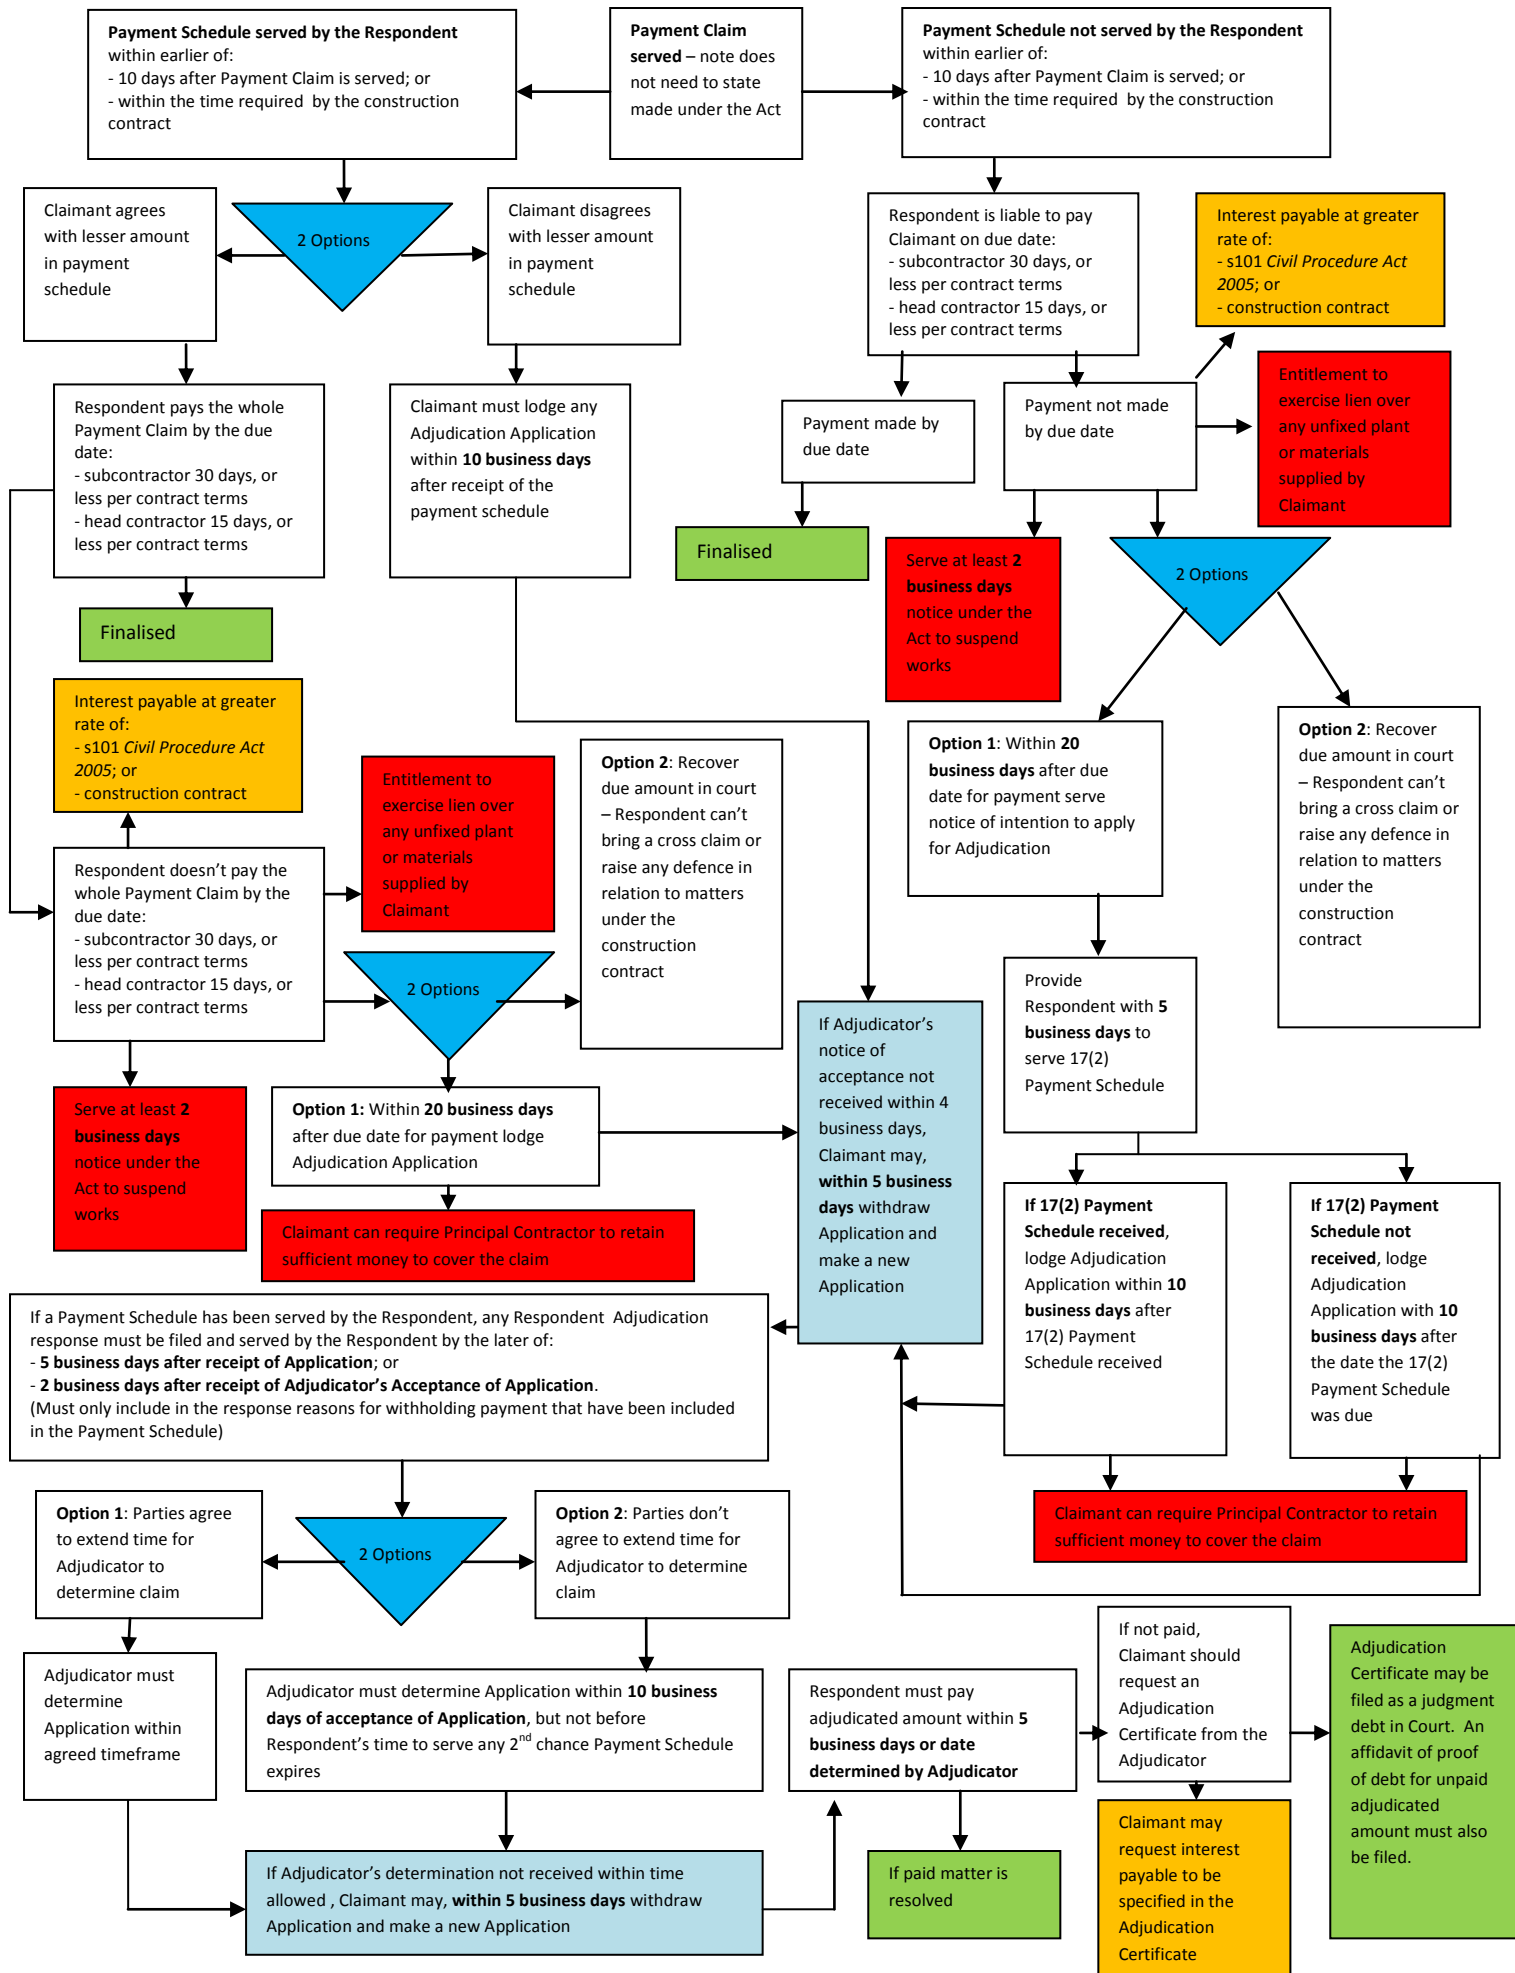 Payment Schedule served by the Respondent
within earlier of:
- 10 days after Payment Claim is served; or
- within the time required by the construction
contract
Payment Claim
served – note does
not need to state
made under the Act
Payment Schedule not served by the Respondent
within earlier of:
- 10 days after Payment Claim is served; or
- within the time required by the construction
contract
Claimant agrees
with lesser amount
in payment
schedule
2 Options
Claimant disagrees
with lesser amount
in payment
schedule
Respondent is liable to pay
Claimant on due date:
- subcontractor 30 days, or
less per contract terms
- head contractor 15 days, or
less per contract terms
Interest payable at greater
rate of:
- s101 Civil Procedure Act
2005; or
- construction contract
Respondent pays the whole
Payment Claim by the due
date:
- subcontractor 30 days, or
less per contract terms
- head contractor 15 days, or
less per contract terms
Claimant must lodge any
Adjudication Application
within 10 business days
after receipt of the
payment schedule
Payment made by
due date
Payment not made
by due date
Entitlement to
exercise lien over
any unfixed plant
or materials
supplied by
Claimant
Finalised
Finalised
Serve at least 2
business days
notice under the
Act to suspend
works
2 Options
Interest payable at greater
rate of:
- s101 Civil Procedure Act
2005; or
- construction contract
Entitlement to
exercise lien over
any unfixed plant
or materials
supplied by
Claimant
Option 2: Recover
due amount in court
– Respondent can't
bring a cross claim or
raise any defence in
relation to matters
under the
construction
contract
Option 1: Within 20
business days after due
date for payment serve
notice of intention to apply
for Adjudication
Option 2: Recover
due amount in court
– Respondent can't
bring a cross claim or
raise any defence in
relation to matters
under the
construction
contract
Respondent doesn't pay the
whole Payment Claim by the
due date:
- subcontractor 30 days, or
less per contract terms
- head contractor 15 days, or
less per contract terms
2 Options
Provide
Respondent with 5
business days to
serve 17(2)
Payment Schedule
If Adjudicator's
notice of
acceptance not
received within 4
business days,
Claimant may,
within 5 business
days withdraw
Application and
make a new
Application
Serve at least 2
business days
notice under the
Act to suspend
works
Option 1: Within 20 business days
after due date for payment lodge
Adjudication Application
Claimant can require Principal Contractor to retain
sufficient money to cover the claim
If 17(2) Payment
Schedule received,
lodge Adjudication
Application within 10
business days after
17(2) Payment
Schedule received
If 17(2) Payment
Schedule not
received, lodge
Adjudication
Application with 10
business days after
the date the 17(2)
Payment Schedule
was due
If a Payment Schedule has been served by the Respondent, any Respondent Adjudication
response must be filed and served by the Respondent by the later of:
- 5 business days after receipt of Application; or
- 2 business days after receipt of Adjudicator's Acceptance of Application.
(Must only include in the response reasons for withholding payment that have been included
in the Payment Schedule)
Claimant can require Principal Contractor to retain
sufficient money to cover the claim
Option 1: Parties agree
to extend time for
Adjudicator to
determine claim
2 Options
Option 2: Parties don't
agree to extend time for
Adjudicator to determine
claim
Adjudicator must
determine
Application within
agreed timeframe
Adjudicator must determine Application within 10 business
days of acceptance of Application, but not before
Respondent's time to serve any 2nd chance Payment Schedule
expires
Respondent must pay
adjudicated amount within 5
business days or date
determined by Adjudicator
If not paid,
Claimant should
request an
Adjudication
Certificate from the
Adjudicator
Adjudication
Certificate may be
filed as a judgment
debt in Court. An
affidavit of proof
of debt for unpaid
adjudicated
amount must also
be filed.
If Adjudicator's determination not received within time
allowed , Claimant may, within 5 business days withdraw
Application and make a new Application
If paid matter is
resolved
Claimant may
request interest
payable to be
specified in the
Adjudication
Certificate